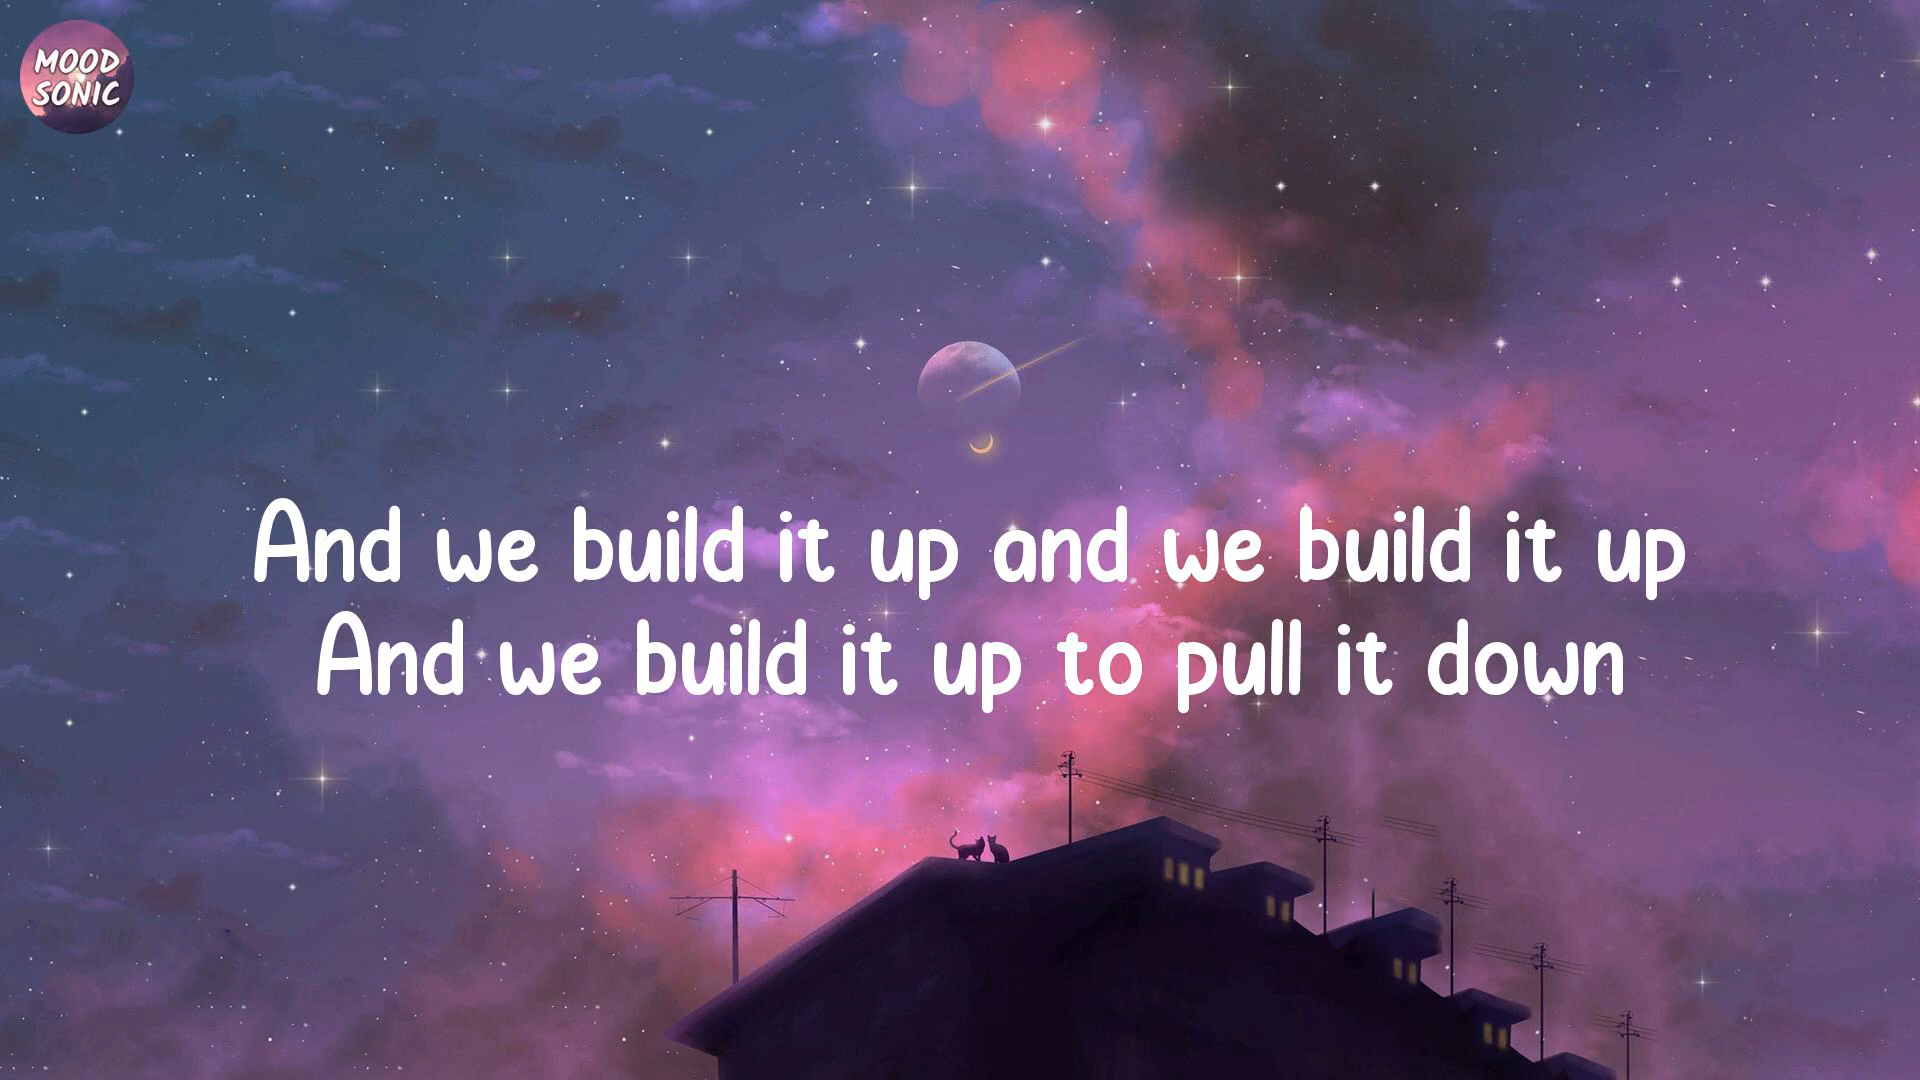 MOOD
SONIC
And we build it up and we build it up
And we build it up to pull it down